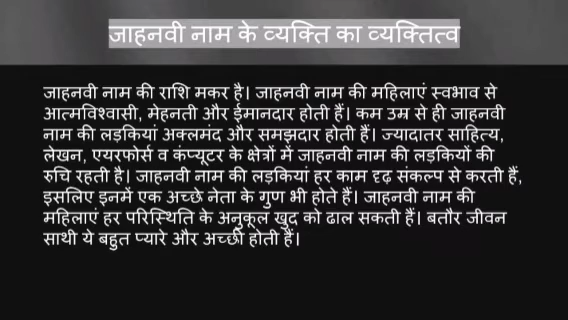 जाहनवी नाम के व्यक्ति का व्यक्तित्व
जाहनवी नाम की राशि मकर है। जाहनवी नाम की महिलाएं स्वभाव से
आत्मविश्वासी, मेहनती और ईमानदार होती हैं। कम उम्र से ही जाहनवी
नाम की लड़कियां अक्लमंद और समझदार होती हैं। ज्यादातर साहित्य,
लेखन, एयरफोर्स व कंप्यूटर के क्षेत्रों में जाहनवी नाम की लड़कियों की
रुचि रहती है। जाहनवी नाम की लड़कियां हर काम दृढ़ संकल्प से करती हैं,
इसलिए इनमें एक अच्छे नेता के गुण भी होते हैं। जाहनवी नाम की
महिलाएं हर परिस्थिति के अनुकूल खुद को ढाल सकती हैं। बतौर जीवन
साथी ये बहुत प्यारे और अच्छी होती हैं।